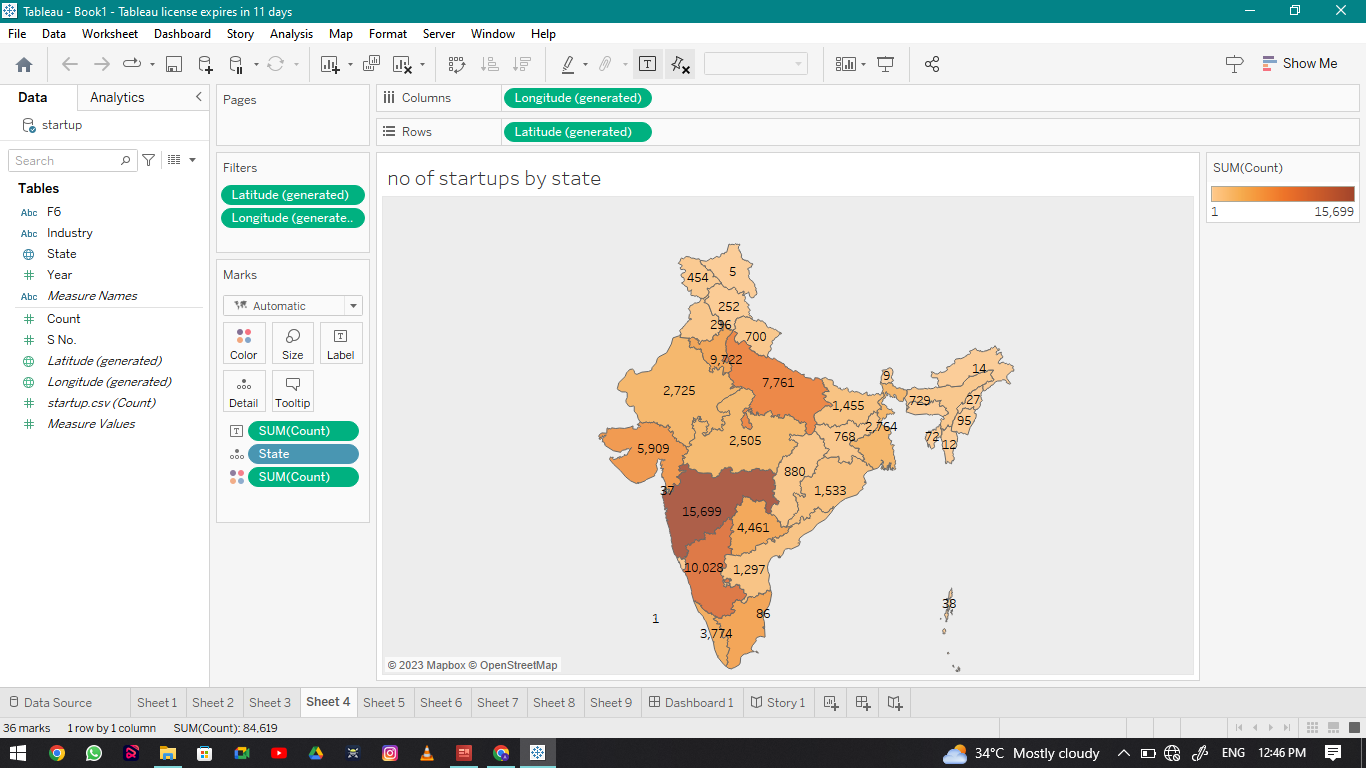 Tableau - Book1 - Tableau license expires in 11 days
File Data Worksheet Dashboard Story Analysis Map Format Server Window Help
Show Me
Data Analytics
startup
Search
Tables
Abc F6
Abc Industry
State
# Year
Abc Measure Names
# Count
# S No.
Latitude (generated)
Longitude (generated)
# startup.csv (Count)
# Measure Values
Pages
Filters
Latitude (generated)
Longitude (generate..
Marks
Automatic
Color Size Label
Detail Tooltip
SUM(Count)
State
SUM(Count)
Columns Longitude (generated)
Rows Latitude (generated)
no of startups by state
454 5
252
296
700
9,722
7,761
2,725
9
14
1,455
729
27
2,764
95
768
72
12
2,505
5,909
880
37
1,533
15,699
4,461
10,028
1,297
38
86
1
3,774
© 2023 Mapbox © OpenStreetMap
SUM(Count)
1 15,699
Data Source Sheet 1 Sheet 2 Sheet 3 Sheet 4 Sheet 5 Sheet 6 Sheet 7 Sheet 8 Sheet 9 Dashboard 1 Story 1
36 marks 1 row by 1 column SUM(Count): 84,619
34°C Mostly cloudy ENG 12:46 PM